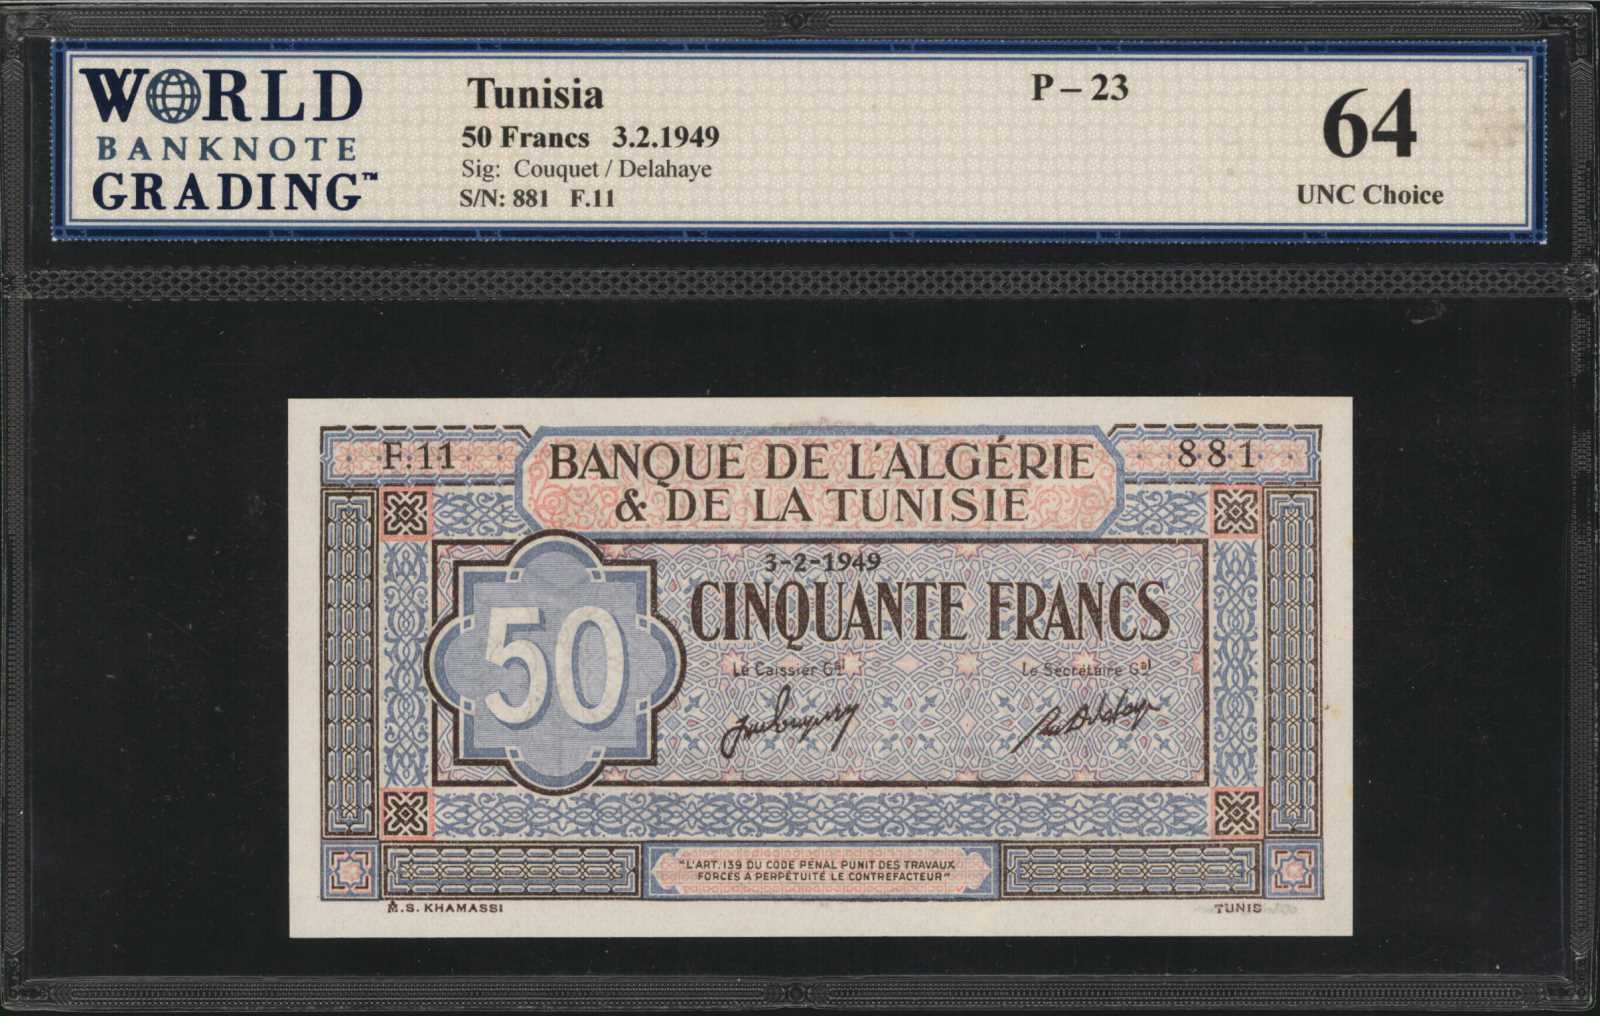 WORLD
BANKNOTE
GRADING™
Tunisia
50 Francs 3.2.1949
Sig: Couquet / Delahaye
S/N: 881 F.11
P – 23
64
UNC Choice
F.11
881
BANQUE DE L'ALGÉRIE
& DE LA TUNISIE
3-2-1949
CINQUANTE FRANCS
50
Le Caissier Gal
Le Secrétaire Gal
"L'ART. 139 DU CODE PÉNAL PUNIT DES TRAVAUX
FORCÉS A PERPÉTUITÉ LE CONTREFACTEUR"
M.S. KHAMASSI
TUNIS